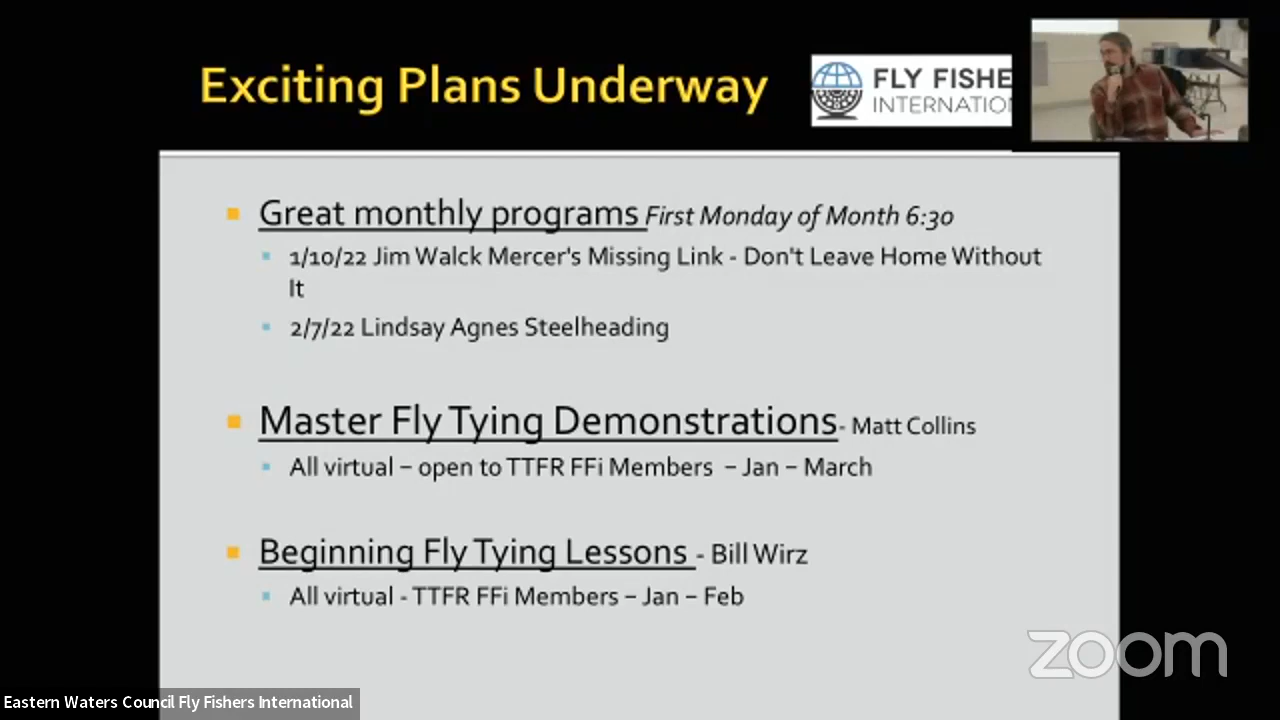 Exciting Plans Underway
FLY FISHE
INTERNATIO
Great monthly programs First Monday of Month 6:30
1/10/22 Jim Walck Mercer's Missing Link - Don't Leave Home Without
It
2/7/22 Lindsay Agnes Steelheading
Master Fly Tying Demonstrations- Matt Collins
All virtual – open to TTFR FFi Members – Jan – March
Beginning Fly Tying Lessons - Bill Wirz
All virtual - TTFR FFi Members – Jan – Feb
zoom
Eastern Waters Council Fly Fishers International